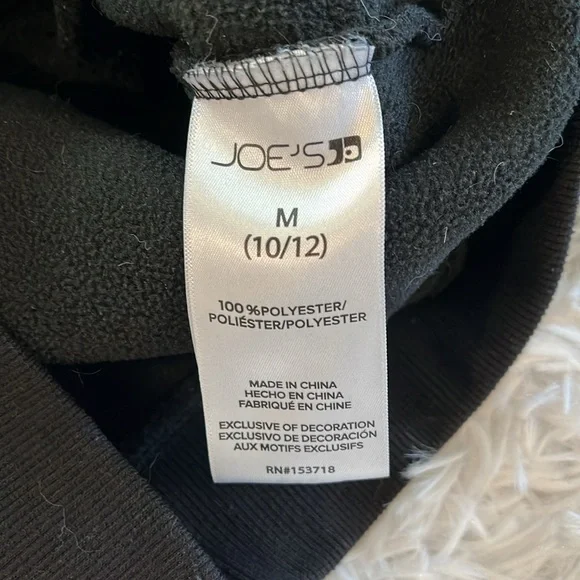 JOE'S
M
(10/12)
100%POLYESTER/
POLIÉSTER/POLYESTER
MADE IN CHINA
HECHO EN CHINA
FABRIQUÉ EN CHINE
EXCLUSIVE OF DECORATION
EXCLUSIVO DE DECORACIÓN
AUX MOTIFS EXCLUSIFS
RN#153718